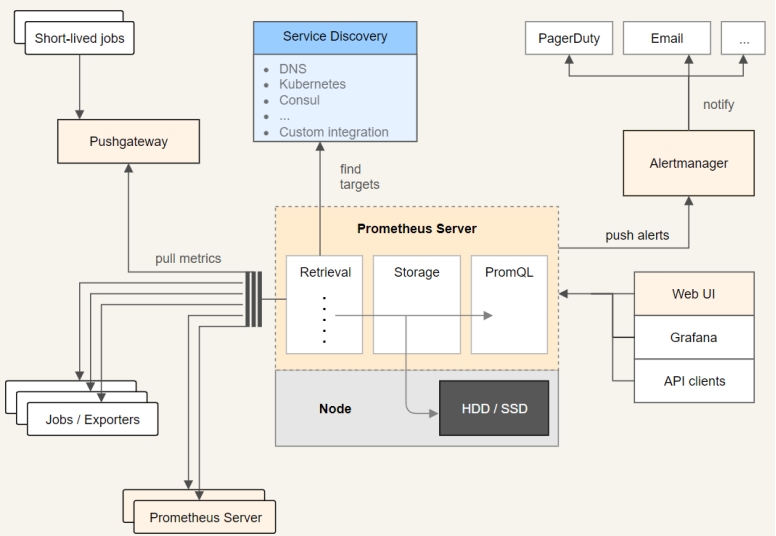 Short-lived jobs
Service Discovery
• DNS
• Kubernetes
• Consul
• ...
• Custom integration
PagerDuty
Email
...
notify
Pushgateway
Alertmanager
find
targets
Prometheus Server
push alerts
pull metrics
Retrieval
Storage
PromQL
Web UI
Grafana
API clients
Jobs / Exporters
Node
HDD / SSD
Prometheus Server